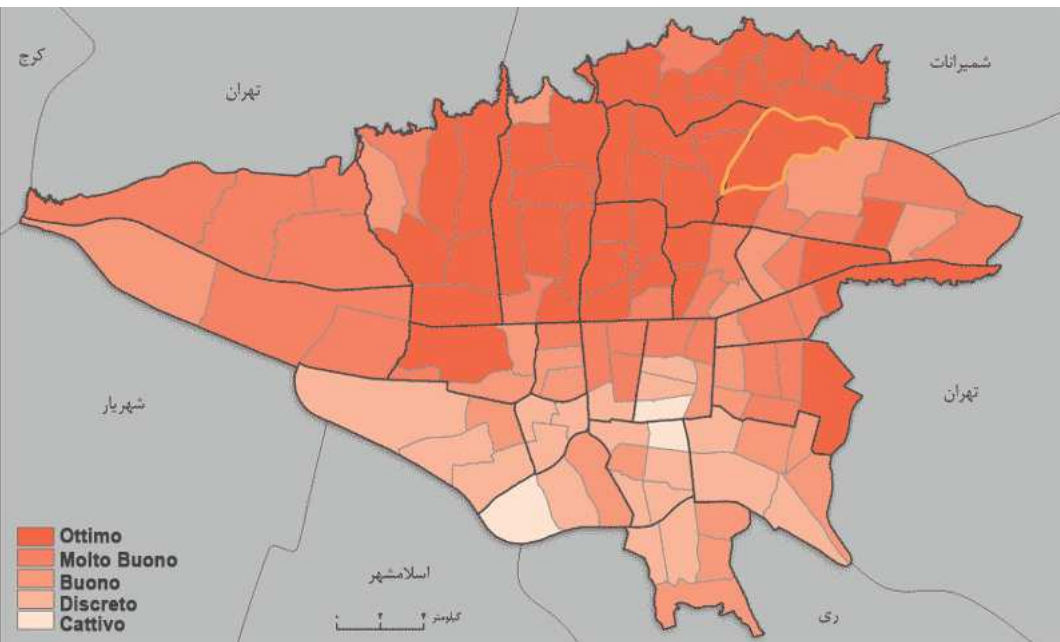 کرج
تهران
شمیرانات
شهریار
تهران
Ottimo
Molto Buono
Buono
Discreto
Cattivo
اسلامشهر
کیلومتر
ری